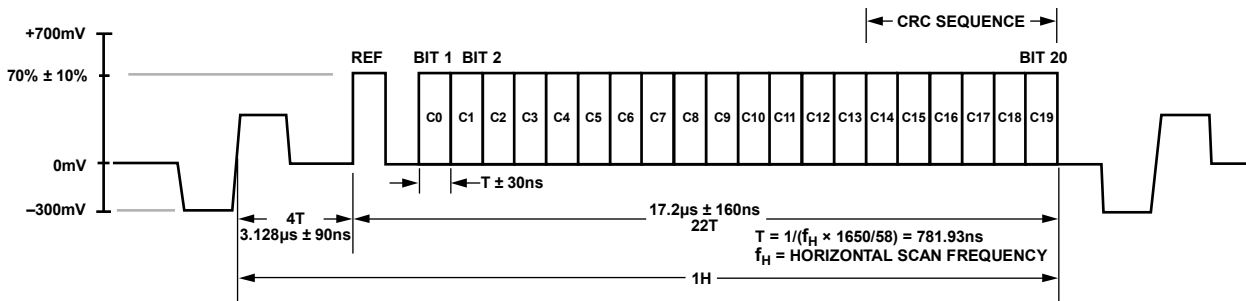 CRC SEQUENCE
+700mV
REF
BIT 1
BIT 2
BIT 20
70% ± 10%
C0
C1
C2
C3
C4
C5
C6
C7
C8
C9
C10
C11
C12
C13
C14
C15
C16
C17
C18
C19
0mV
T ± 30ns
–300mV
4T
3.128µs ± 90ns
17.2µs ± 160ns
22T
T = 1/(fH × 1650/58) = 781.93ns
fH = HORIZONTAL SCAN FREQUENCY
1H